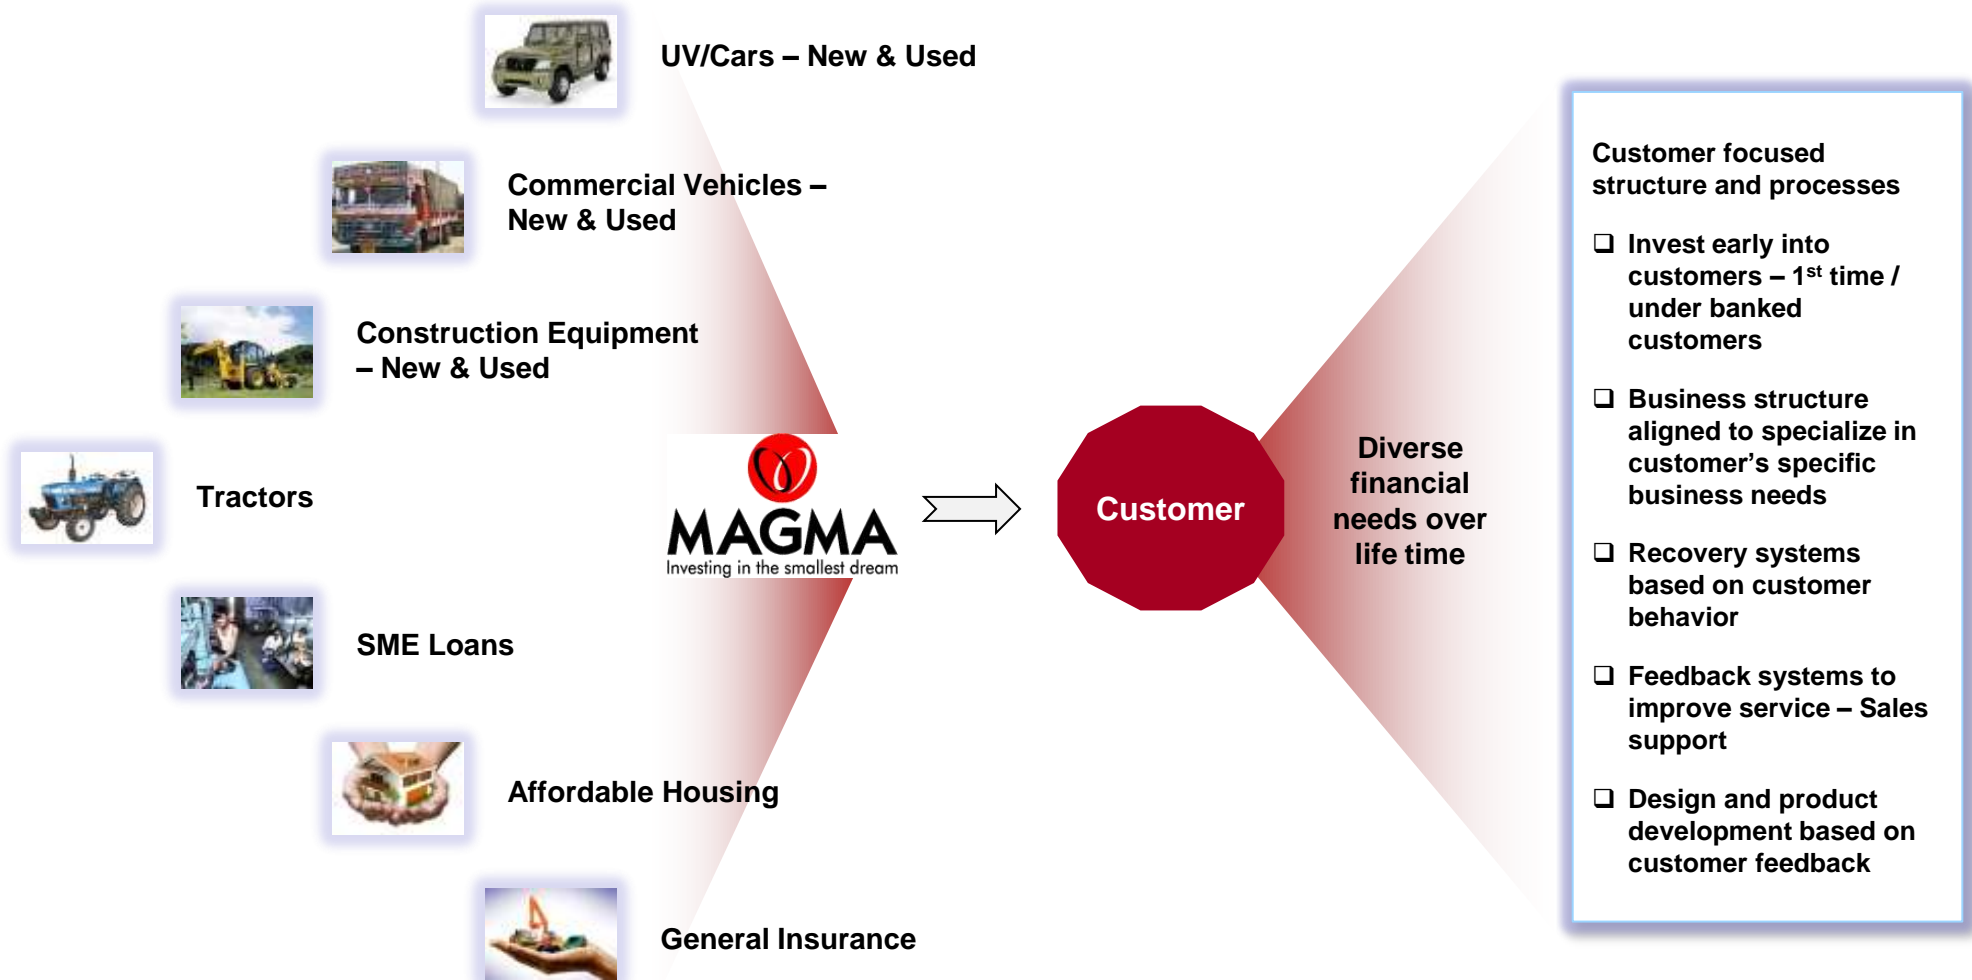 UV/Cars – New & Used
Commercial Vehicles –
New & Used
Construction Equipment
– New & Used
Tractors
SME Loans
Affordable Housing
General Insurance
MAGMA
Investing in the smallest dream
Customer
Diverse
financial
needs over
life time
Customer focused
structure and processes
❑ Invest early into
customers – 1st time /
under banked
customers
❑ Business structure
aligned to specialize in
customer’s specific
business needs
❑ Recovery systems
based on customer
behavior
❑ Feedback systems to
improve service – Sales
support
❑ Design and product
development based on
customer feedback